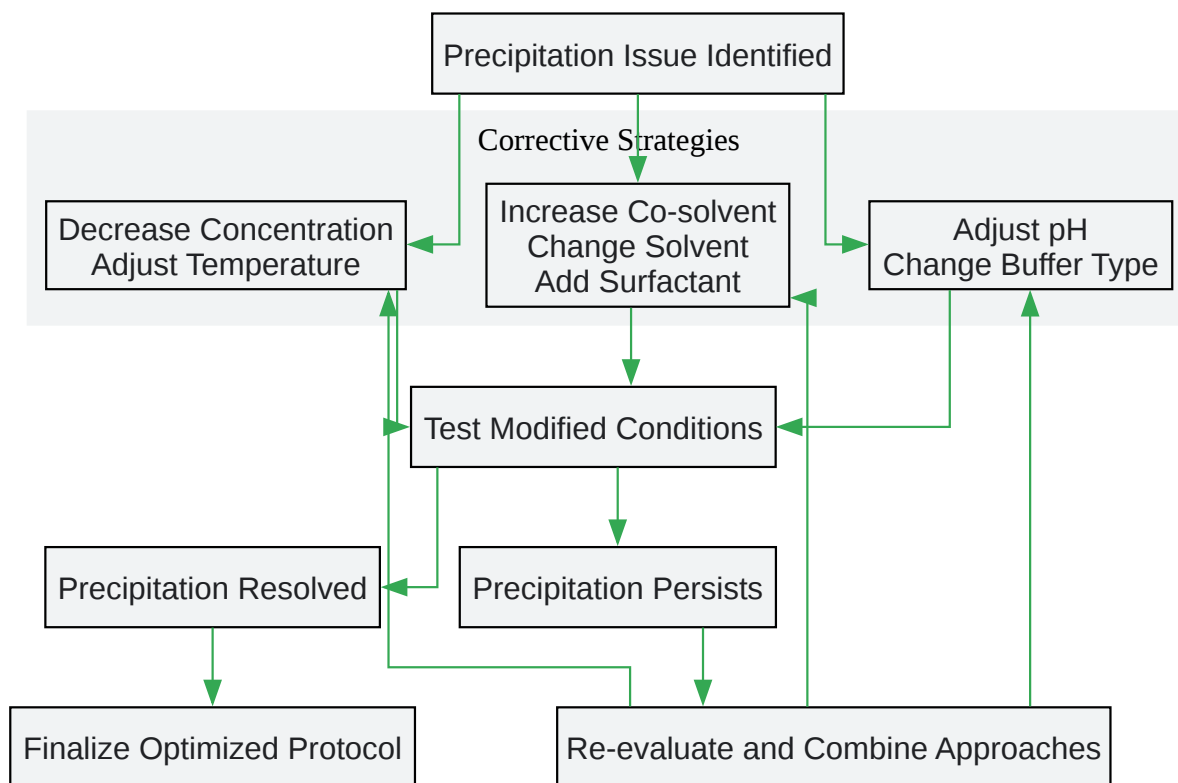 Precipitation Issue Identified
Corrective Strategies
Decrease Concentration
Adjust Temperature
Increase Co-solvent
Change Solvent
Add Surfactant
Adjust pH
Change Buffer Type
Test Modified Conditions
Precipitation Resolved
Precipitation Persists
Finalize Optimized Protocol
Re-evaluate and Combine Approaches